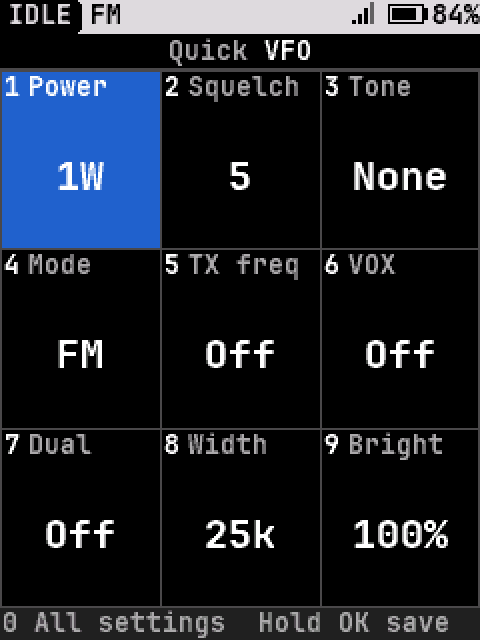 IDLE FM 84%
Quick VFO
1 Power 2 Squelch 3 Tone
1W 5 None
4 Mode 5 TX freq 6 VOX
FM Off Off
7 Dual 8 Width 9 Bright
Off 25k 100%
0 All settings Hold OK save